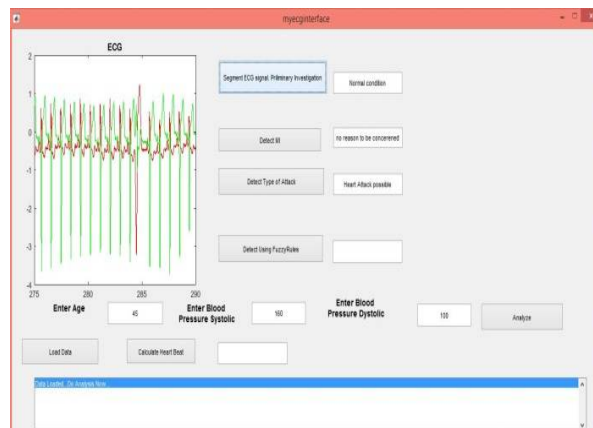 myecginterface
ECG
2
1
0
-1
-2
-3
-4
275
280
285
290
Segment ECG signal. Prliminary Investigation
Normal condition
Detect MI
no reason to be concerened
Detect Type of Attack
Heart Attack possible
Detect Using FuzzyRules
Enter Age
45
Enter Blood
Pressure Systolic
160
Enter Blood
Pressure Dystolic
100
Analyze
Load Data
Calculate Heart Beat
Data Loaded. Do Analysis Now...